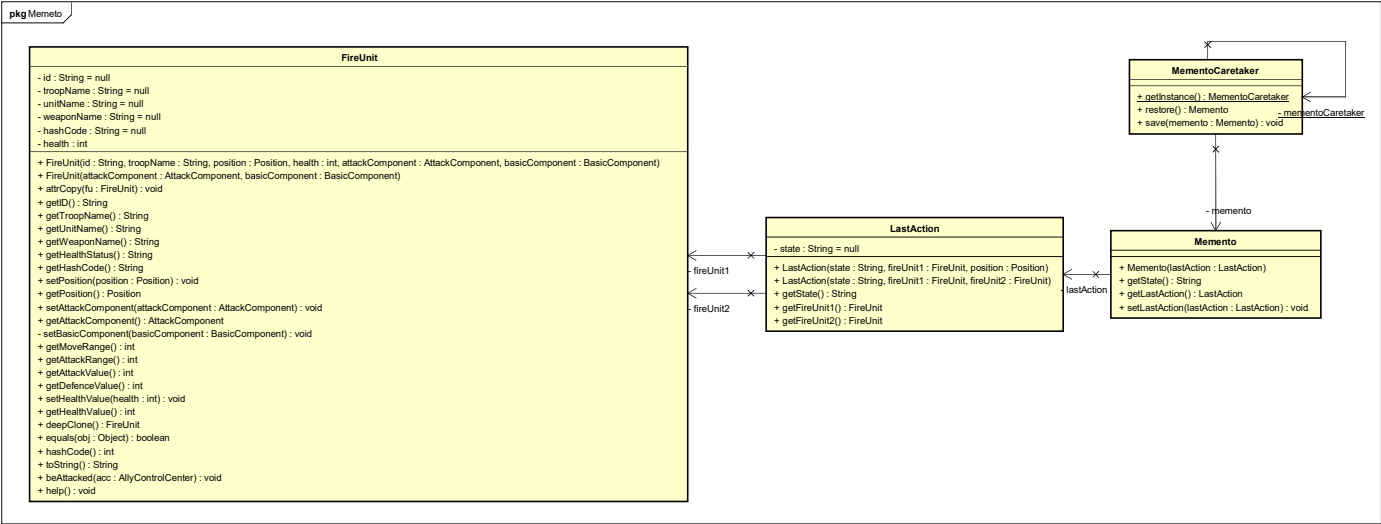 pkg Memeto
FireUnit
- id : String = null
- troopName : String = null
- unitName : String = null
- weaponName : String = null
- hashCode : String = null
- health : int
+ FireUnit(id : String, troopName : String, position : Position, health : int, attackComponent : AttackComponent, basicComponent : BasicComponent)
+ FireUnit(attackComponent : AttackComponent, basicComponent : BasicComponent)
+ attrCopy(fu : FireUnit) : void
+ getID() : String
+ getTroopName() : String
+ getUnitName() : String
+ getWeaponName() : String
+ getHealthStatus() : String
+ getHashCode() : String
+ setPosition(position : Position) : void
+ getPosition() : Position
+ setAttackComponent(attackComponent : AttackComponent) : void
+ getAttackComponent() : AttackComponent
- setBasicComponent(basicComponent : BasicComponent) : void
+ getMoveRange() : int
+ getAttackRange() : int
+ getAttackValue() : int
+ getDefenceValue() : int
+ setHealthValue(health : int) : void
+ getHealthValue() : int
+ deepClone() : FireUnit
+ equals(obj : Object) : boolean
+ hashCode() : int
+ toString() : String
+ beAttacked(acc : AllyControlCenter) : void
+ help() : void
- fireUnit1
- fireUnit2
LastAction
- state : String = null
+ LastAction(state : String, fireUnit1 : FireUnit, position : Position)
+ LastAction(state : String, fireUnit1 : FireUnit, fireUnit2 : FireUnit)
+ getState() : String
+ getFireUnit1() : FireUnit
+ getFireUnit2() : FireUnit
- lastAction
MementoCaretaker
+ getInstance() : MementoCaretaker
+ restore() : Memento
+ save(memento : Memento) : void
- mementoCaretaker
- memento
Memento
+ Memento(lastAction : LastAction)
+ getState() : String
+ getLastAction() : LastAction
+ setLastAction(lastAction : LastAction) : void